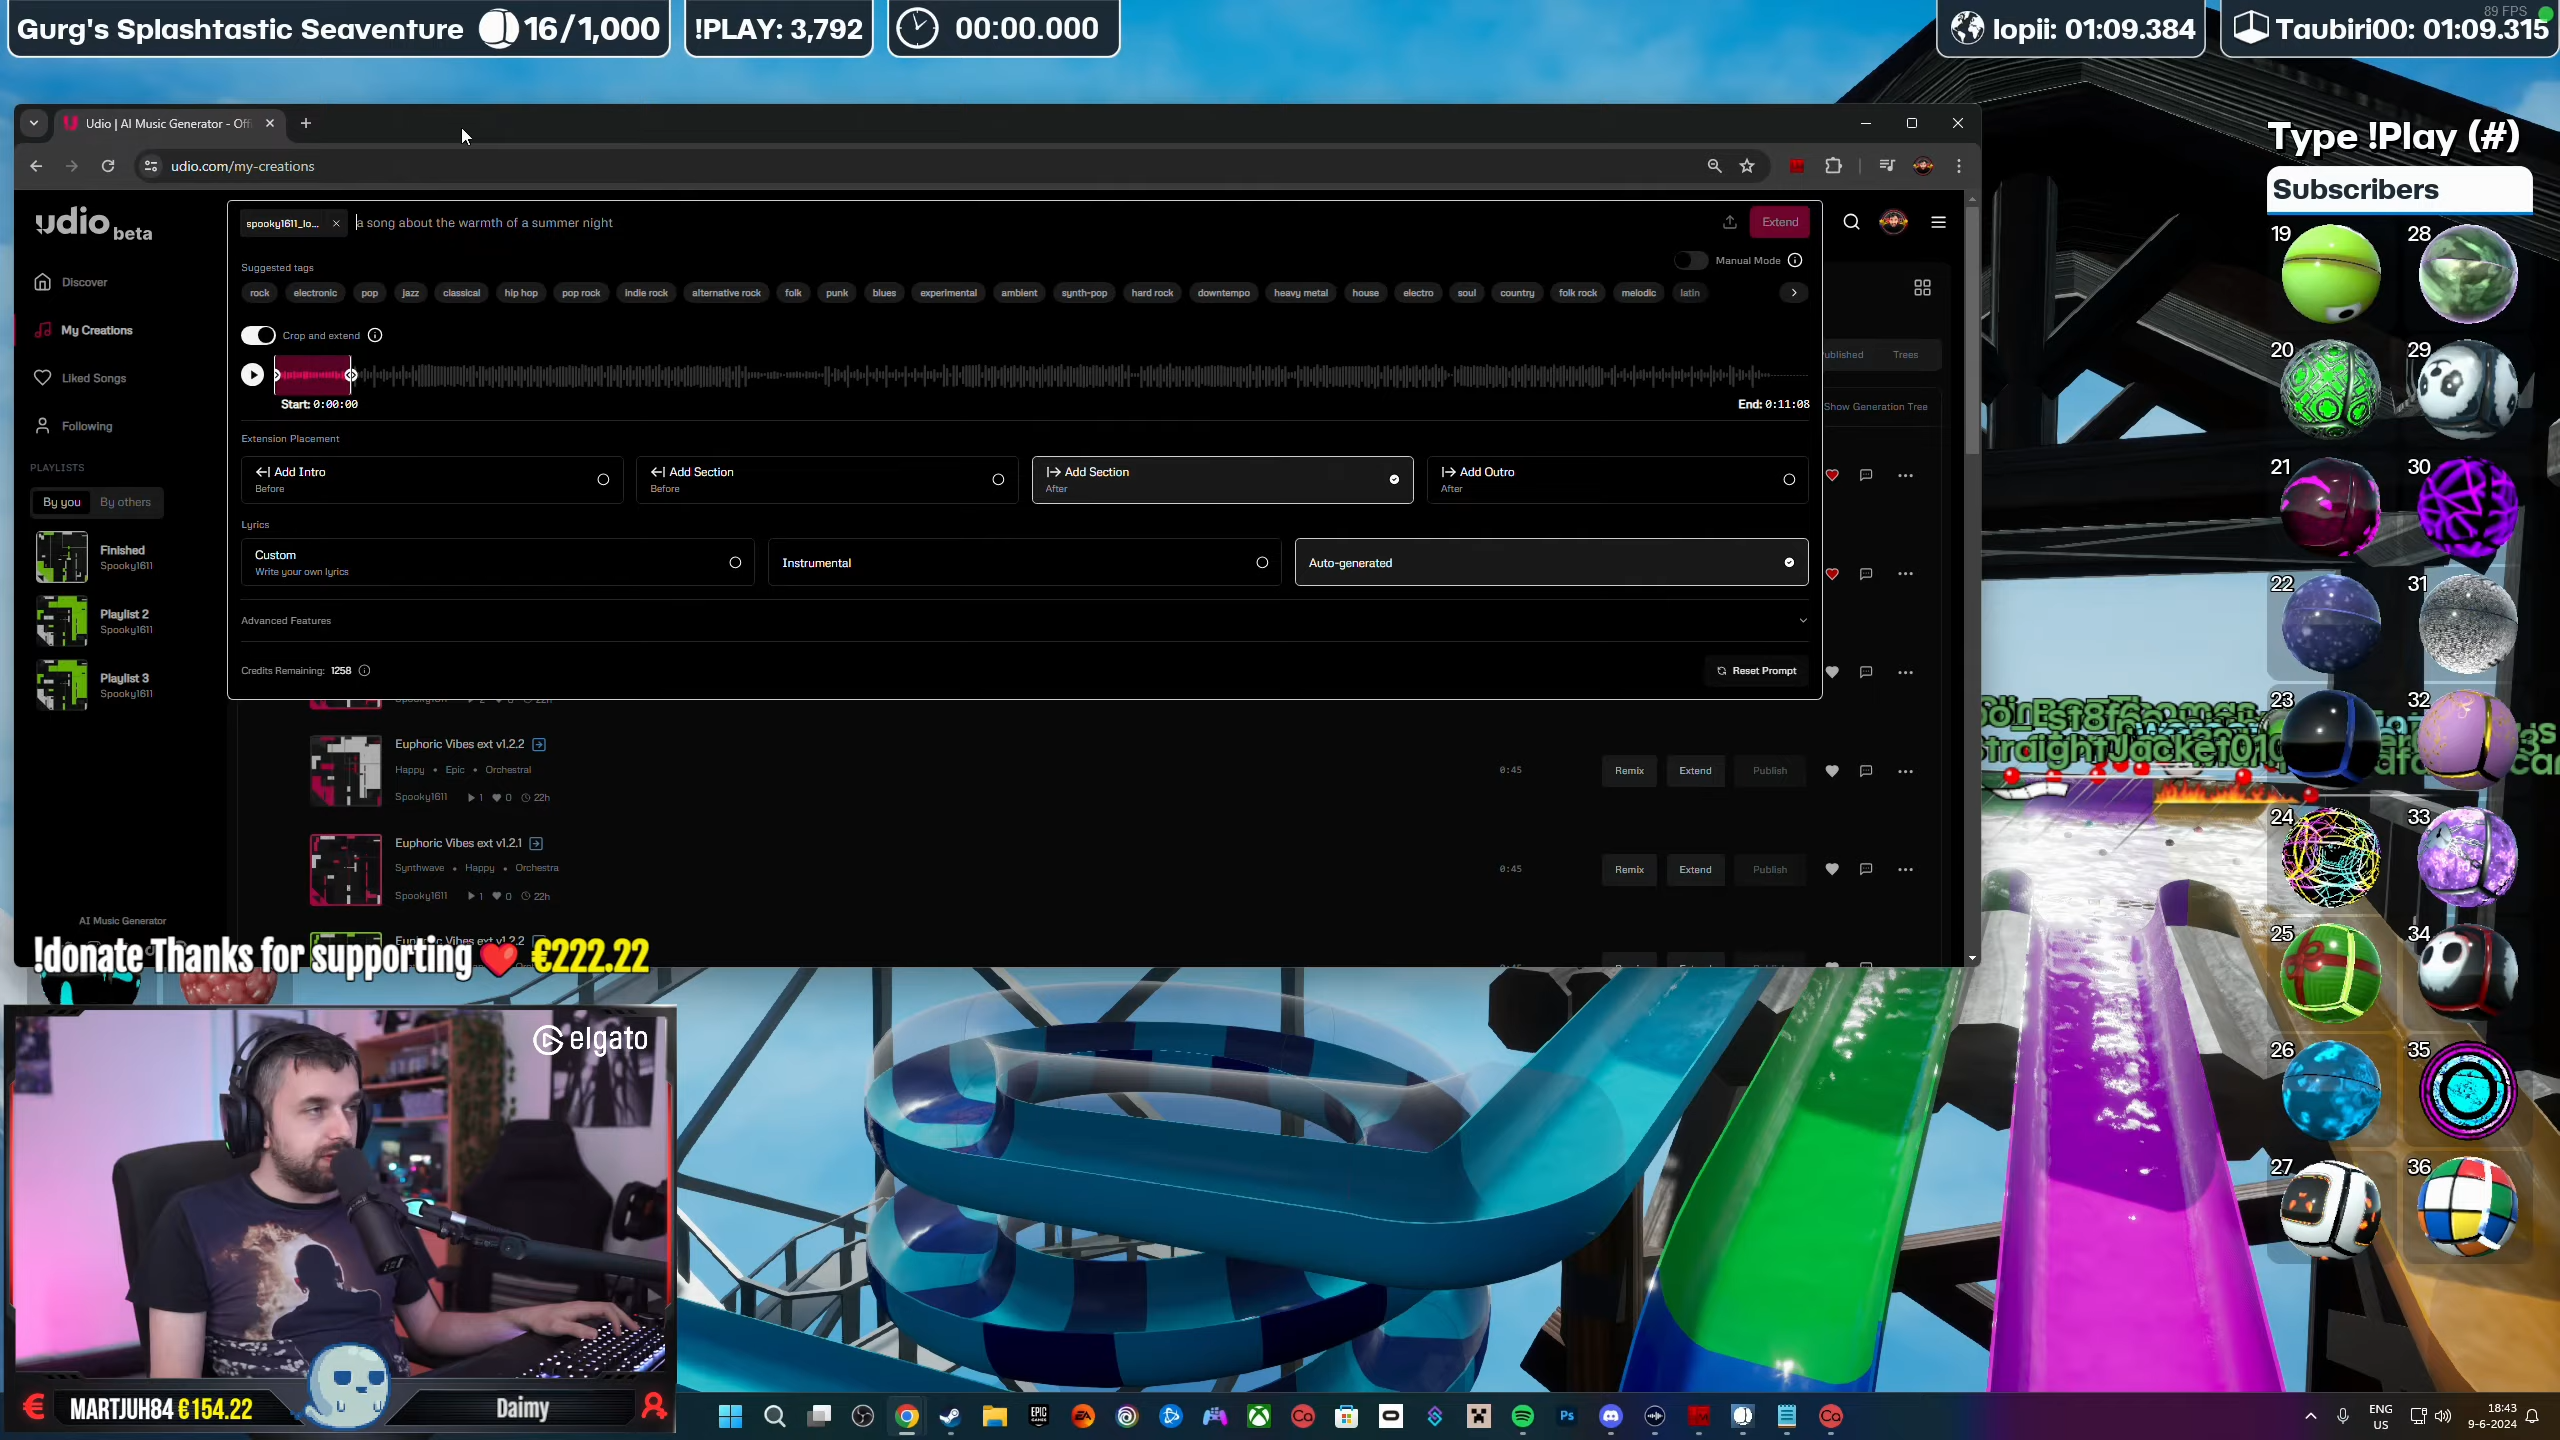 Gurg's Splashtastic Seaventure 16/1,000
!PLAY: 3,792
00:00.000
lopii: 01:09.384
89 FPS
Taubiri00: 01:09.315
Udio | AI Music Generator - Off
udio.com/my-creations
udio beta
spooky1611_lo...
a song about the warmth of a summer night
Extend
Suggested tags
Manual Mode
rock electronic pop jazz classical hip hop pop rock indie rock alternative rock folk punk blues experimental ambient synth-pop hard rock downtempo heavy metal house electro soul country folk rock melodic latin
Crop and extend
Start: 0:00:00
End: 0:11:08
Extension Placement
Add Intro
Before
Add Section
Before
Add Section
After
Add Outro
After
Lyrics
Custom
Write your own lyrics
Instrumental
Auto-generated
Advanced Features
Credits Remaining: 1258
Reset Prompt
Discover
My Creations
Liked Songs
Following
PLAYLISTS
By you By others
Finished
Spooky1611
Playlist 2
Spooky1611
Playlist 3
Spooky1611
AI Music Generator
Trees
Show Generation Tree
Euphoric Vibes ext v1.2.2
Happy • Epic • Orchestral
Spooky1611 1 0 22h
0:45
Remix Extend Publish
Euphoric Vibes ext v1.2.1
Synthwave • Happy • Orchestra
Spooky1611 1 0 22h
0:45
Remix Extend Publish
!donate Thanks for supporting ❤ €222.22
elgato
€ MARTJUH84 €154.22
Daimy
Type !Play (#)
Subscribers
19 28
20 29
21 30
22 31
23 32
24 33
25 34
26 35
27 36
ENG
US
18:43
9-6-2024